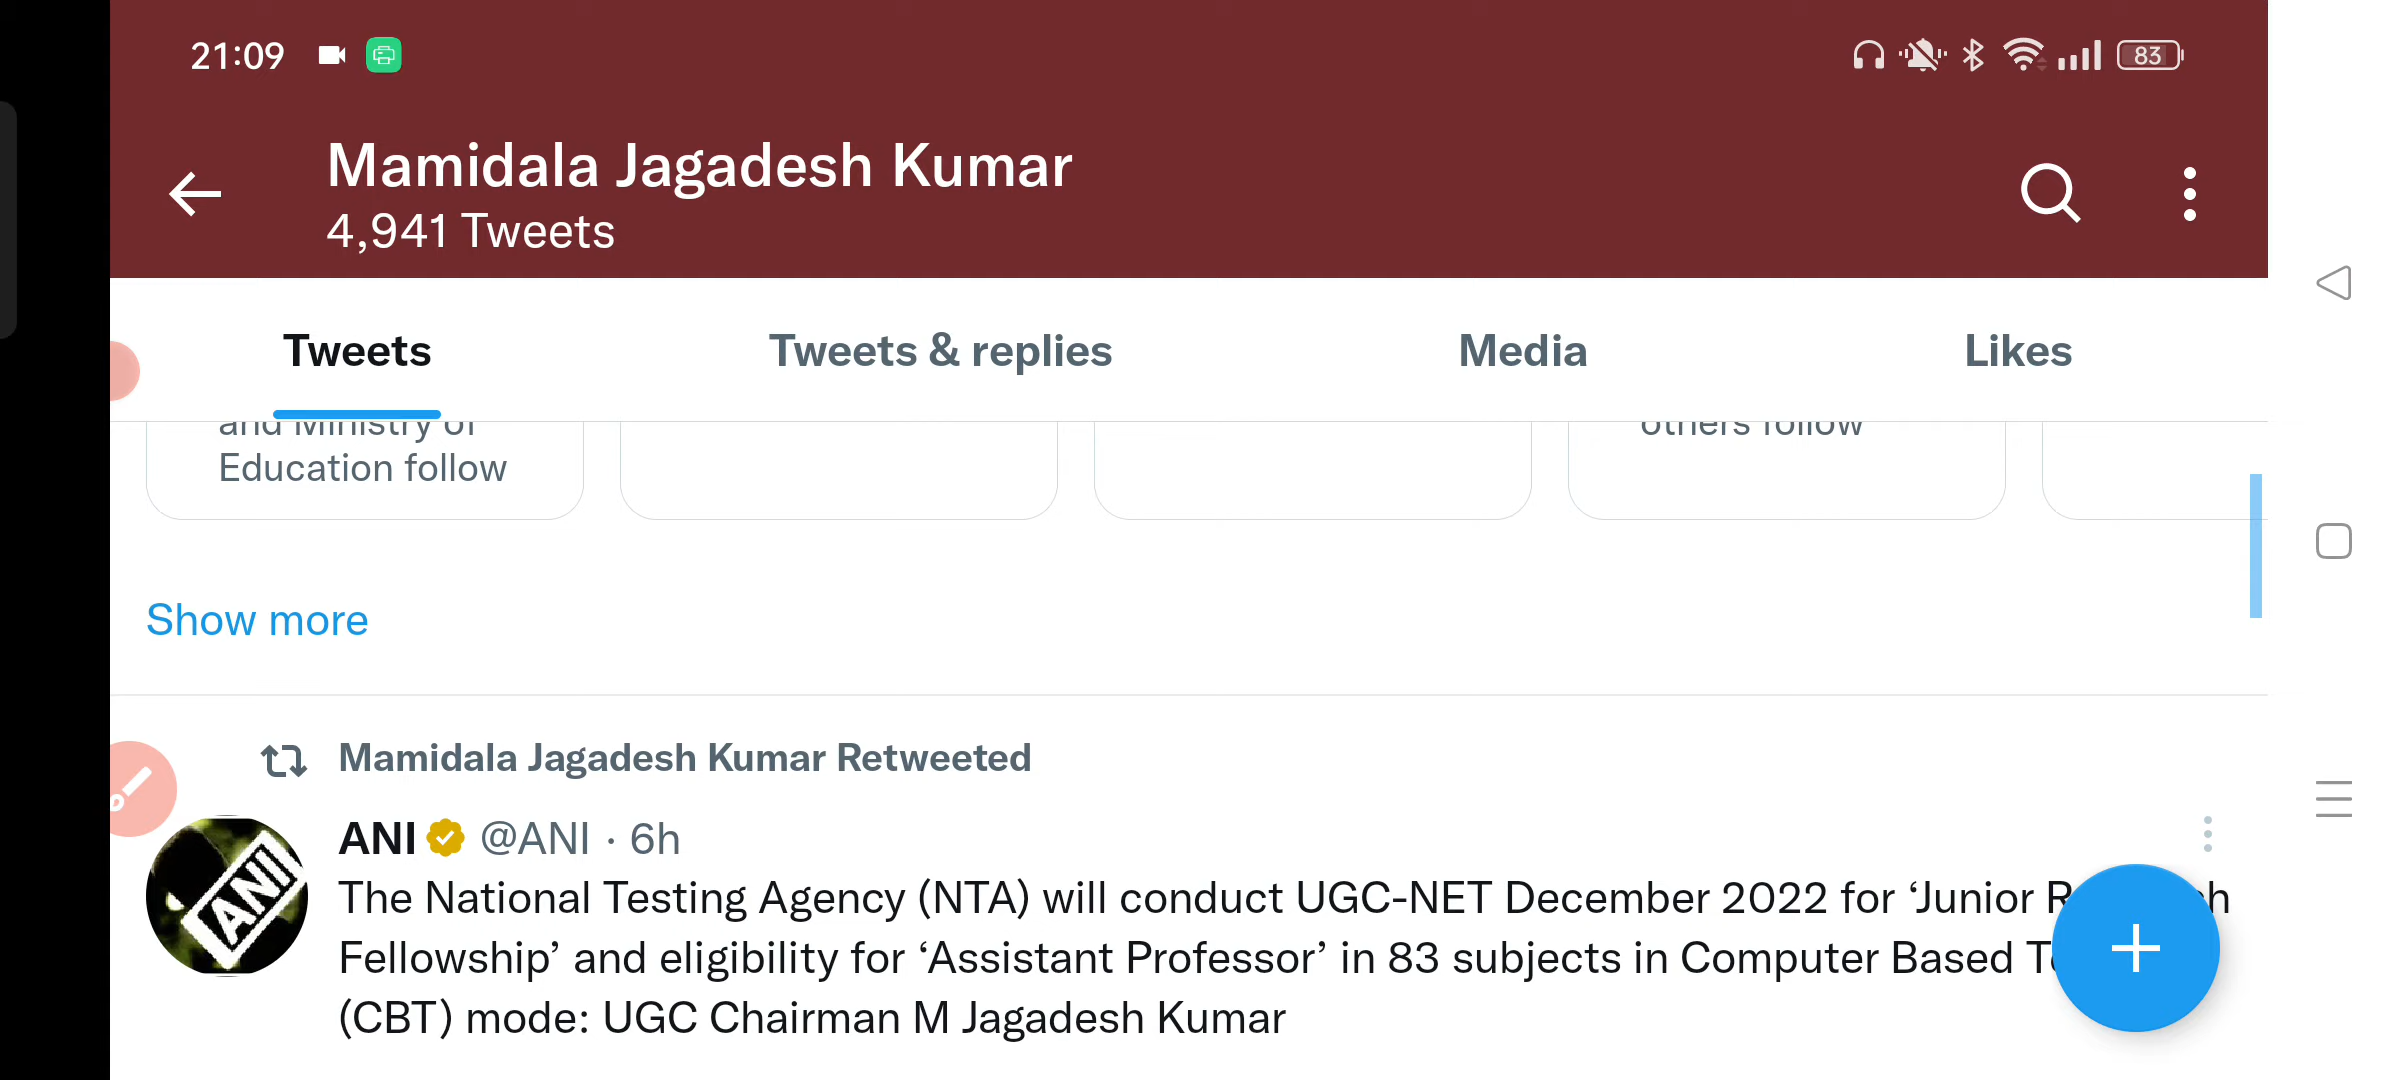 21:09
83
Mamidala Jagadesh Kumar
4,941 Tweets
Tweets
Tweets & replies
Media
Likes
and Ministry of
others follow
Education follow
Show more
Mamidala Jagadesh Kumar Retweeted
ANI @ANI · 6h
ANI
The National Testing Agency (NTA) will conduct UGC-NET December 2022 for ‘Junior
Fellowship’ and eligibility for ‘Assistant Professor’ in 83 subjects in Computer Based
(CBT) mode: UGC Chairman M Jagadesh Kumar